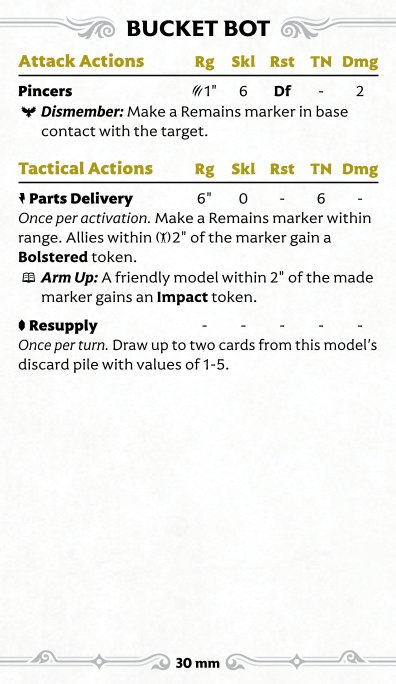 BUCKET BOT
Attack Actions Rg Skl Rst TN Dmg
Pincers 1" 6 Df - 2
Dismember: Make a Remains marker in base
contact with the target.
Tactical Actions Rg Skl Rst TN Dmg
Parts Delivery 6" 0 - 6 -
Once per activation. Make a Remains marker within
range. Allies within 2" of the marker gain a
Bolstered token.
Arm Up: A friendly model within 2" of the made
marker gains an Impact token.
Resupply - - - - -
Once per turn. Draw up to two cards from this model's
discard pile with values of 1-5.
30 mm